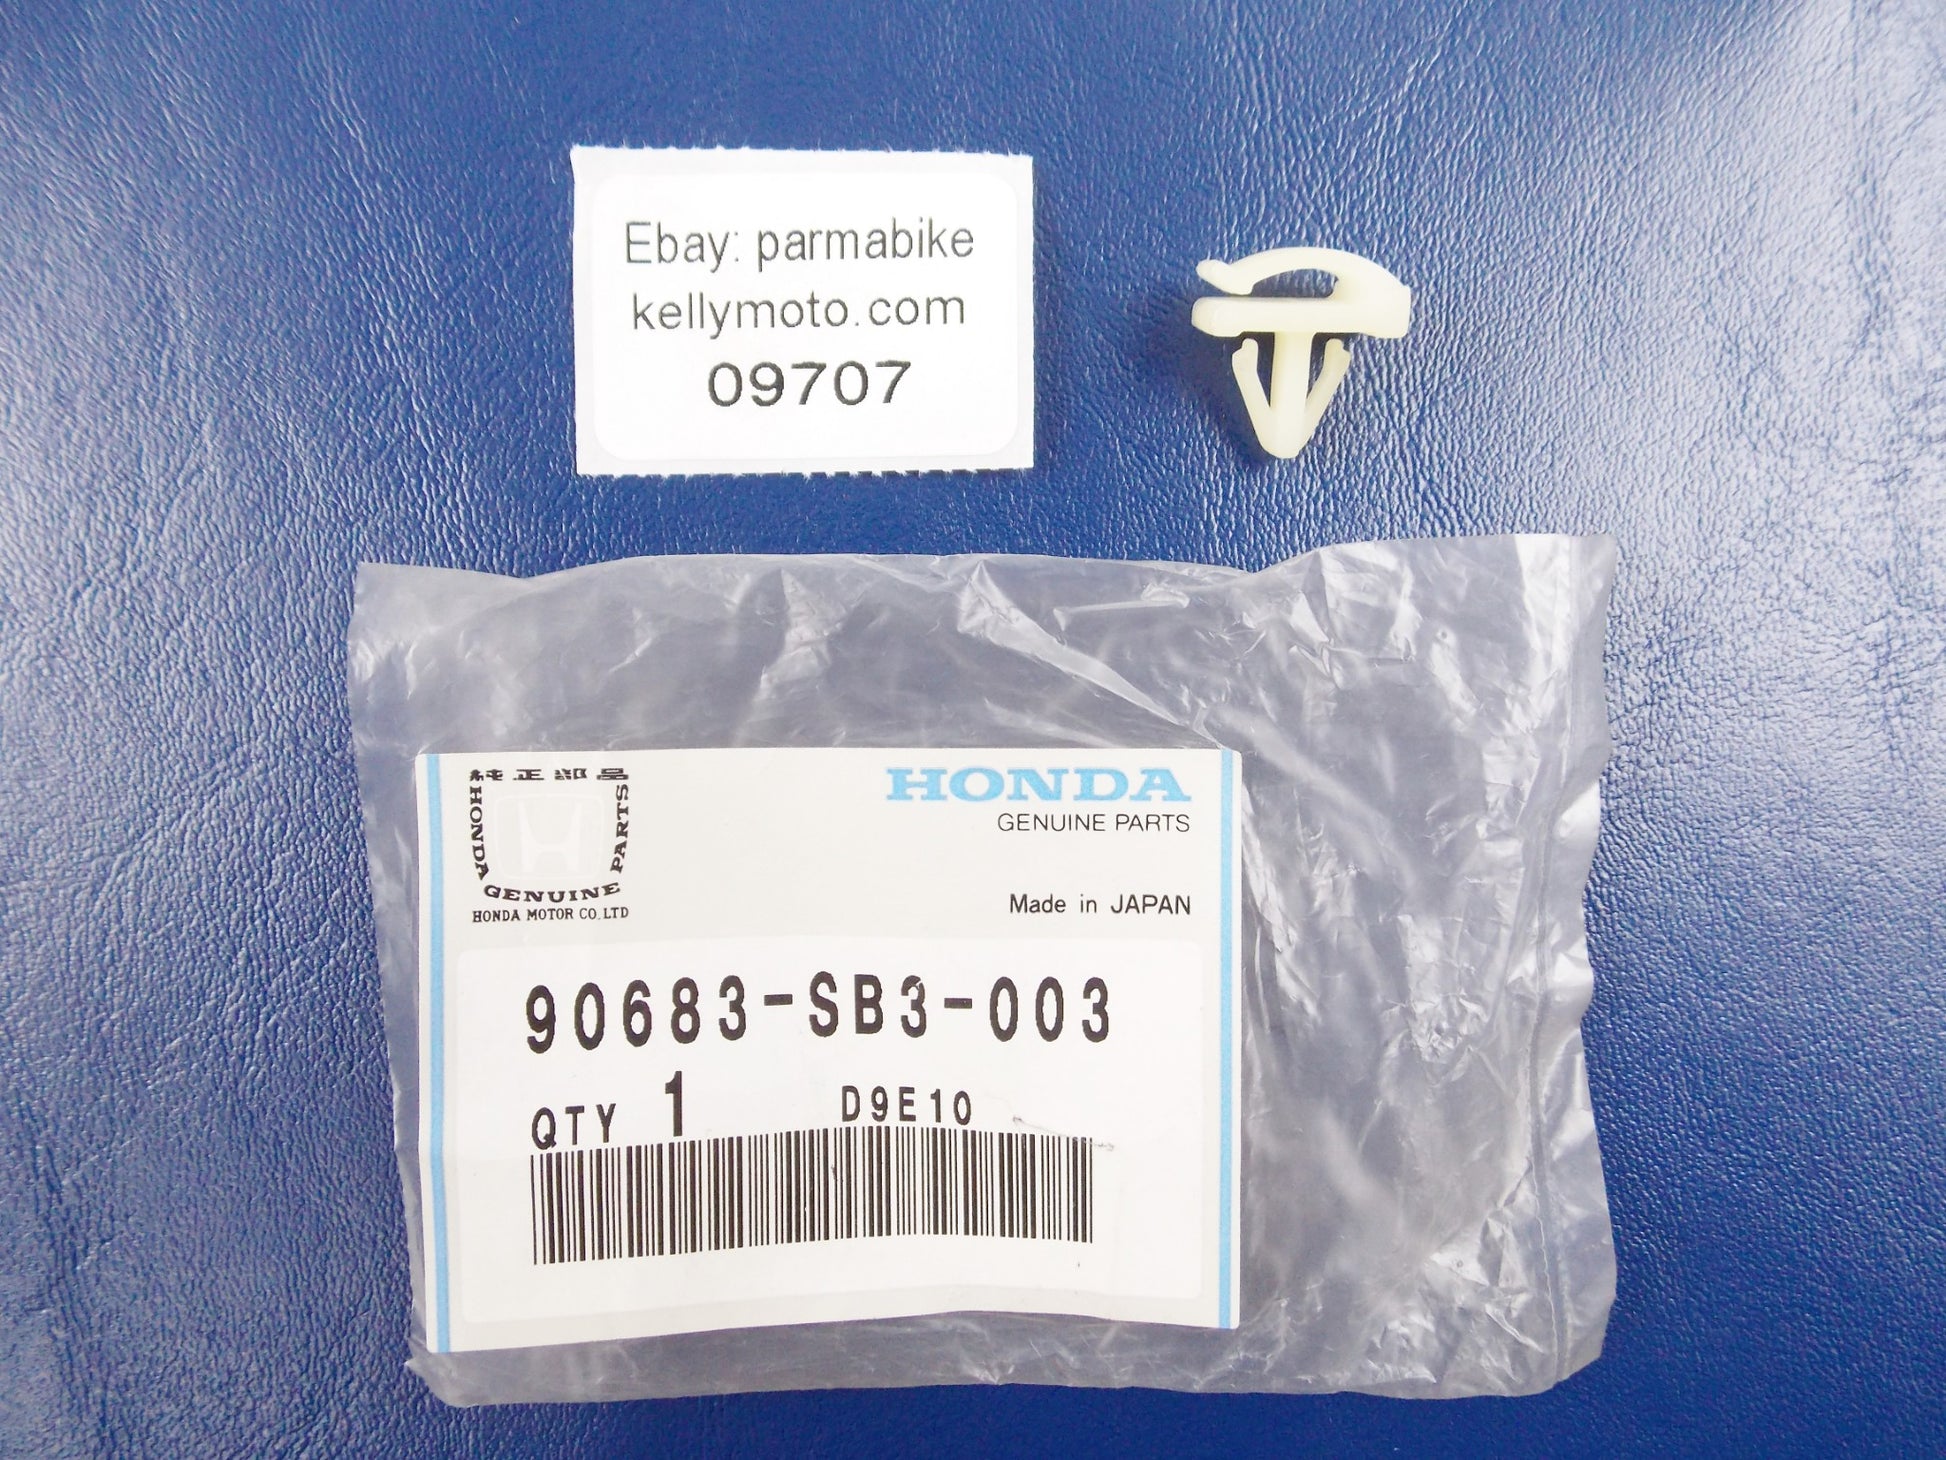 Ebay: parmabike
kellymoto.com
09707
純正部品
HONDA GENUINE PARTS
HONDA MOTOR CO.,LTD
HONDA
GENUINE PARTS
Made in JAPAN
90683-SB3-003
QTY 1 D9E10